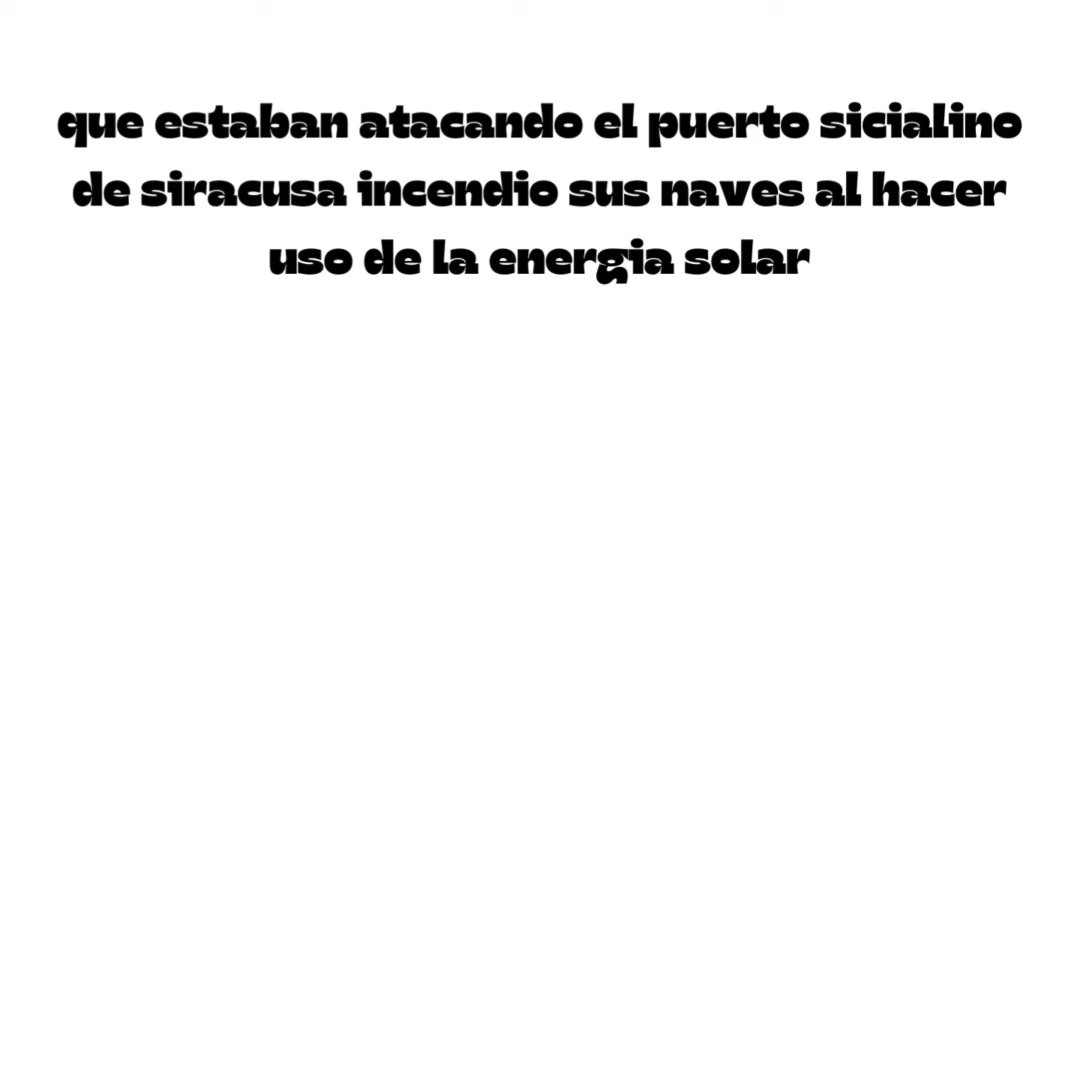 que estaban atacando el puerto sicialino
de siracusa incendio sus naves al hacer
uso de la energia solar